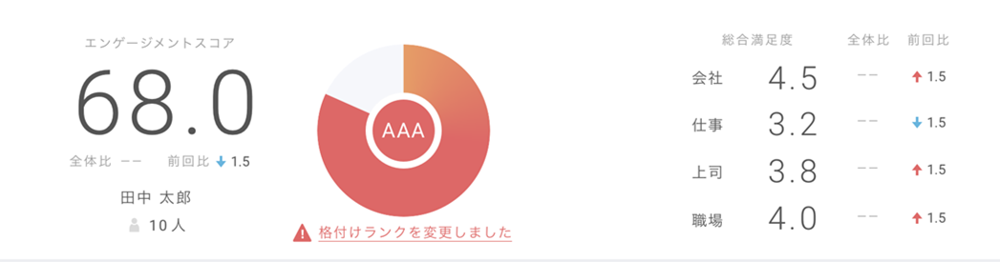 エンゲージメントスコア
68.0
全体比 -- 前回比 ↓ 1.5
田中 太郎
10人
AAA
格付けランクを変更しました
総合満足度 全体比 前回比
会社 4.5 -- ↑ 1.5
仕事 3.2 -- ↓ 1.5
上司 3.8 -- ↑ 1.5
職場 4.0 -- ↑ 1.5